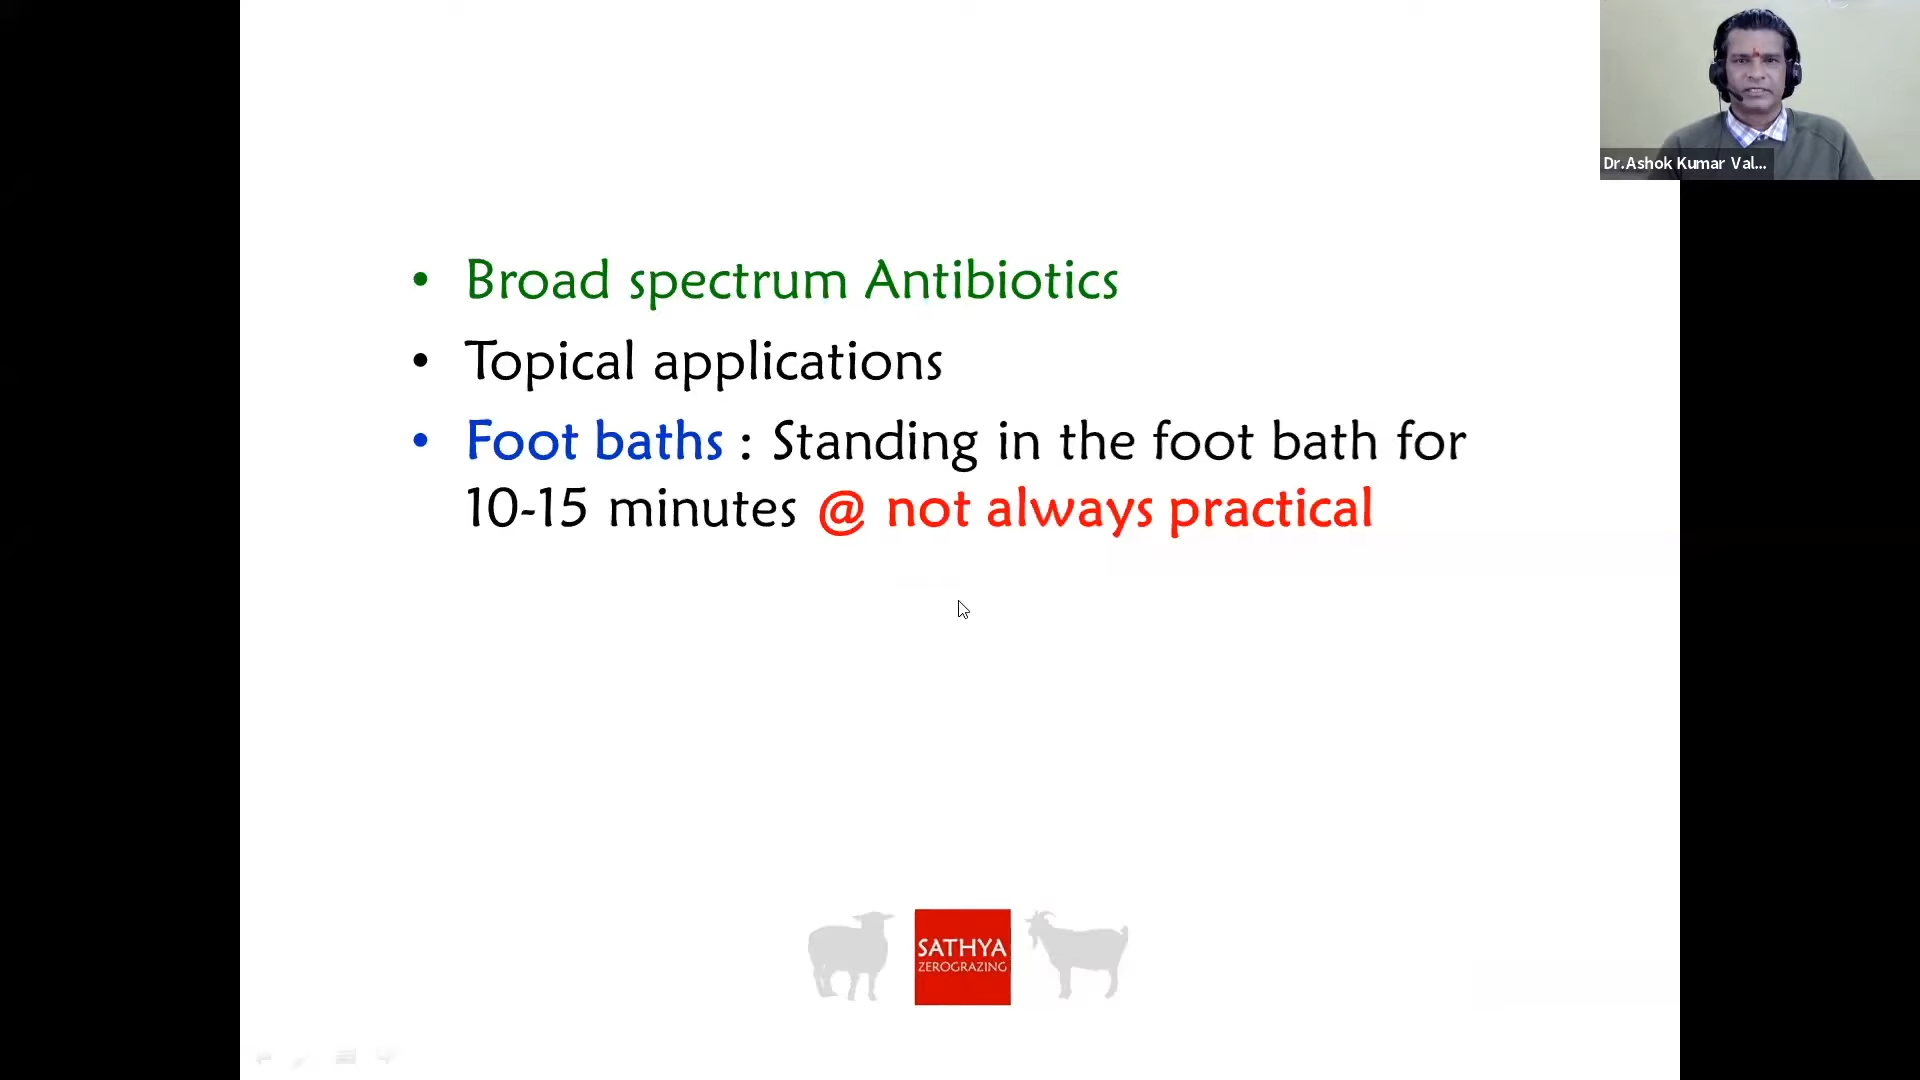 Dr.Ashok Kumar Val...
• Broad spectrum Antibiotics
• Topical applications
• Foot baths : Standing in the foot bath for
10-15 minutes @ not always practical
SATHYA
ZEROGRAZING